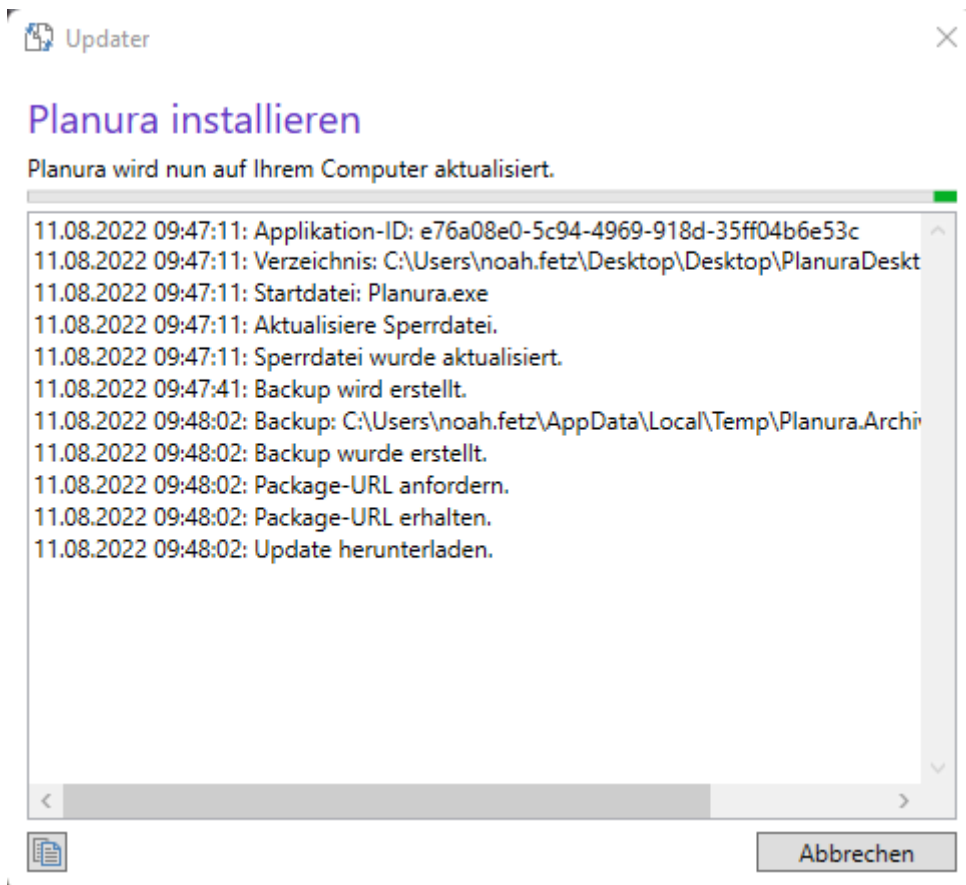 Updater
Planura installieren
Planura wird nun auf Ihrem Computer aktualisiert.
11.08.2022 09:47:11: Applikation-ID: e76a08e0-5c94-4969-918d-35ff04b6e53c
11.08.2022 09:47:11: Verzeichnis: C:\Users\noah.fetz\Desktop\Desktop\PlanuraDeskt
11.08.2022 09:47:11: Startdatei: Planura.exe
11.08.2022 09:47:11: Aktualisiere Sperrdatei.
11.08.2022 09:47:11: Sperrdatei wurde aktualisiert.
11.08.2022 09:47:41: Backup wird erstellt.
11.08.2022 09:48:02: Backup: C:\Users\noah.fetz\AppData\Local\Temp\Planura.Archiv
11.08.2022 09:48:02: Backup wurde erstellt.
11.08.2022 09:48:02: Package-URL anfordern.
11.08.2022 09:48:02: Package-URL erhalten.
11.08.2022 09:48:02: Update herunterladen.
Abbrechen